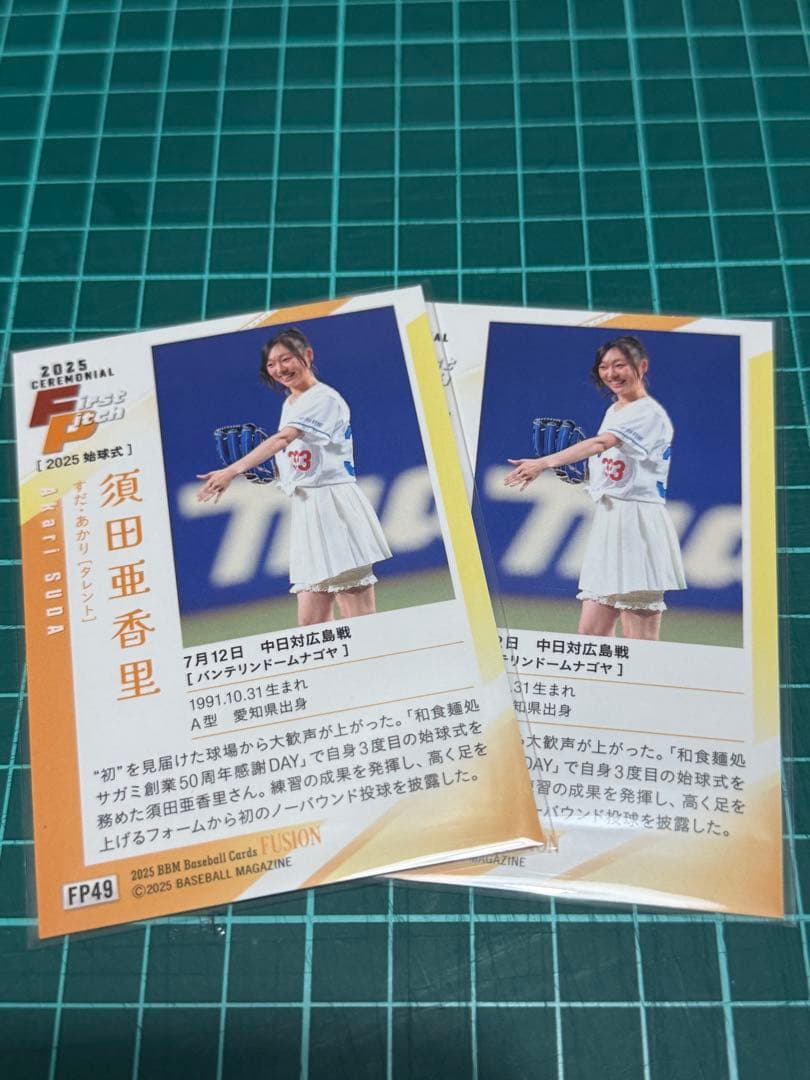 2025
CEREMONIAL
First
Pitch
[ 2025 始球式 ]
須田亜香里
すだ・あかり [タレント]
Akari SUDA
33
7月12日 中日対広島戦
[ バンテリンドームナゴヤ ]
1991.10.31生まれ
A型 愛知県出身
“初”を見届けた球場から大歓声が上がった。「和食麺処
サガミ創業50周年感謝DAY」で自身3度目の始球式を
務めた須田亜香里さん。練習の成果を発揮し、高く足を
上げるフォームから初のノーバウンド投球を披露した。
FP49
2025 BBM Baseball Cards FUSION
©2025 BASEBALL MAGAZINE
AL
irst
33
日 中日対広島戦
テリンドームナゴヤ ]
.31生まれ
愛知県出身
ら大歓声が上がった。「和食麺処
謝DAY」で自身3度目の始球式を
習の成果を発揮し、高く足を
ノーバウンド投球を披露した。
MAGAZINE